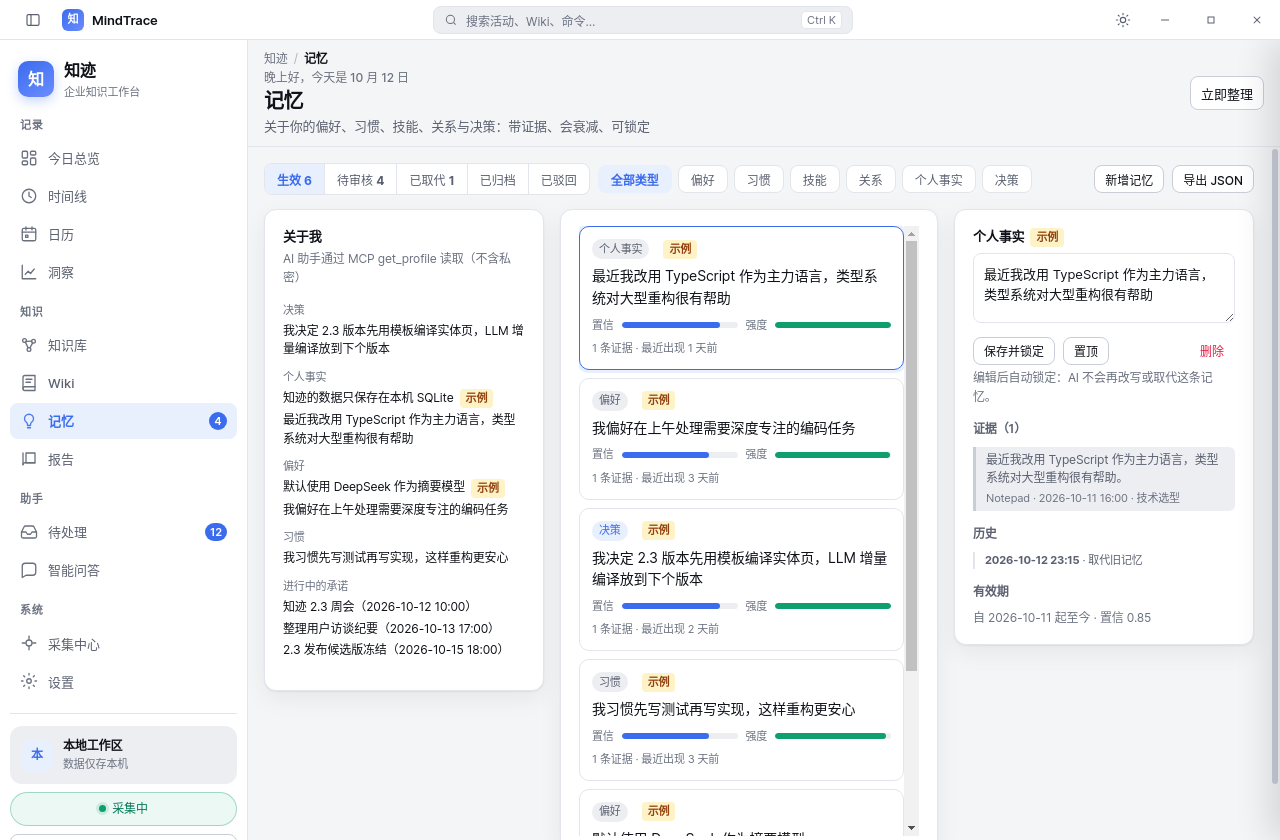 知 MindTrace
搜索活动、Wiki、命令... Ctrl K
知 知迹
企业知识工作台
记录
今日总览
时间线
日历
洞察
知识
知识库
Wiki
记忆 4
报告
助手
待处理 12
智能问答
系统
采集中心
设置
本 本地工作区
数据仅存本机
采集中
知迹 / 记忆
晚上好，今天是 10 月 12 日
记忆
关于你的偏好、习惯、技能、关系与决策：带证据、会衰减、可锁定
立即整理
生效 6 待审核 4 已取代 1 已归档 已驳回 全部类型 偏好 习惯 技能 关系 个人事实 决策 新增记忆 导出 JSON
关于我
AI 助手通过 MCP get_profile 读取（不含私
密）
决策
我决定 2.3 版本先用模板编译实体页，LLM 增
量编译放到下个版本
个人事实
知迹的数据只保存在本机 SQLite 示例
最近我改用 TypeScript 作为主力语言，类型
系统对大型重构很有帮助
偏好
默认使用 DeepSeek 作为摘要模型 示例
我偏好在上午处理需要深度专注的编码任务
习惯
我习惯先写测试再写实现，这样重构更安心
进行中的承诺
知迹 2.3 周会（2026-10-12 10:00）
整理用户访谈纪要（2026-10-13 17:00）
2.3 发布候选版冻结（2026-10-15 18:00）
个人事实 示例
最近我改用 TypeScript 作为主力语言，类型系
统对大型重构很有帮助
置信 强度
1 条证据 · 最近出现 1 天前
偏好 示例
我偏好在上午处理需要深度专注的编码任务
置信 强度
1 条证据 · 最近出现 3 天前
决策 示例
我决定 2.3 版本先用模板编译实体页，LLM 增量
编译放到下个版本
置信 强度
1 条证据 · 最近出现 2 天前
习惯 示例
我习惯先写测试再写实现，这样重构更安心
置信 强度
1 条证据 · 最近出现 3 天前
偏好 示例
默认使用 DeepSeek 作为摘要模型
个人事实 示例
最近我改用 TypeScript 作为主力语言，
类型系统对大型重构很有帮助
保存并锁定 置顶 删除
编辑后自动锁定：AI 不会再改写或取代这条记
忆。
证据（1）
最近我改用 TypeScript 作为主力语言，类型
系统对大型重构很有帮助。
Notepad · 2026-10-11 16:00 · 技术选型
历史
2026-10-12 23:15 · 取代旧记忆
有效期
自 2026-10-11 起至今 · 置信 0.85